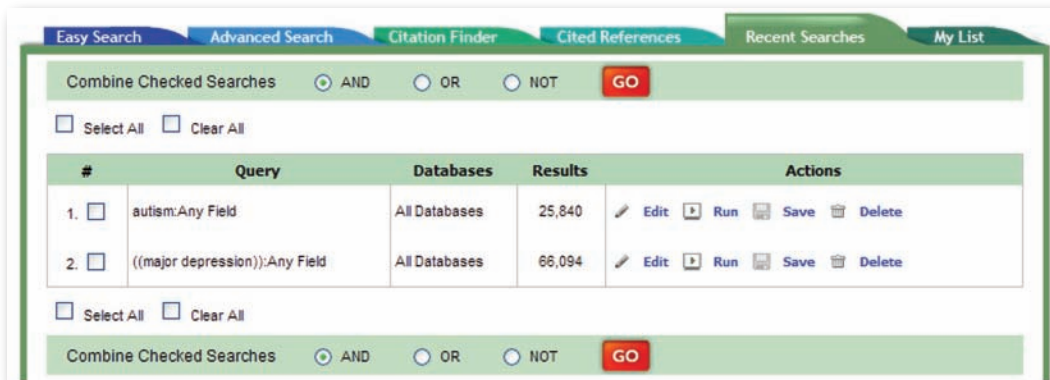 Easy Search Advanced Search Citation Finder Cited References Recent Searches My List
Combine Checked Searches AND OR NOT GO
Select All Clear All
# Query Databases Results Actions
1. autism:Any Field All Databases 25,840 Edit Run Save Delete
2. ((major depression)):Any Field All Databases 66,094 Edit Run Save Delete
Select All Clear All
Combine Checked Searches AND OR NOT GO